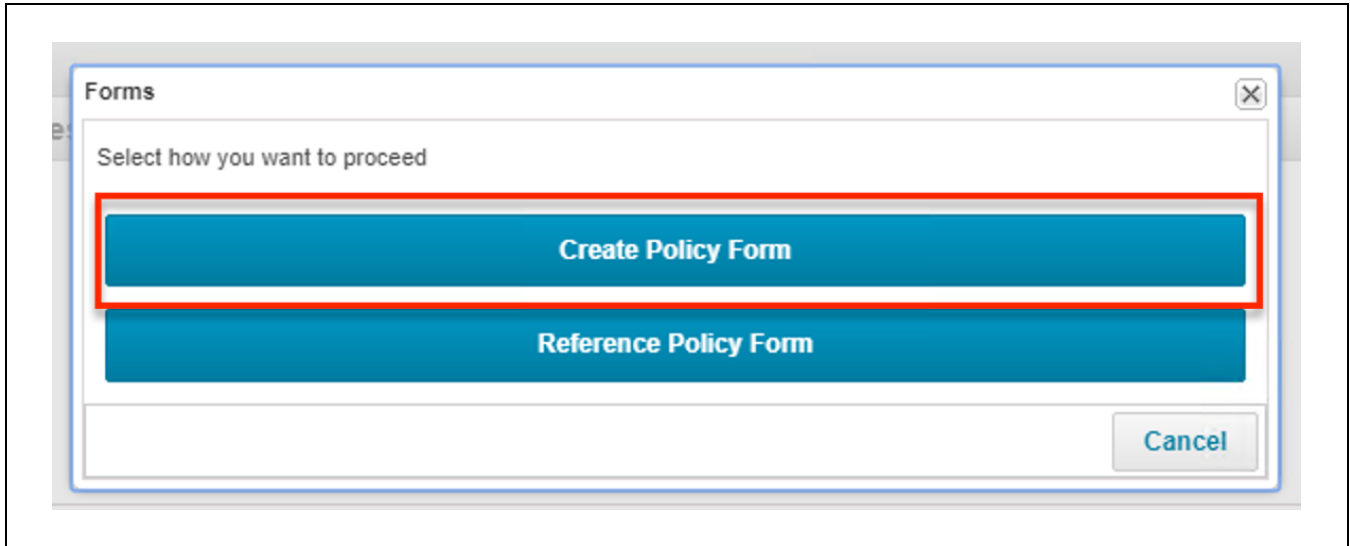 Forms
Select how you want to proceed
Create Policy Form
Reference Policy Form
Cancel